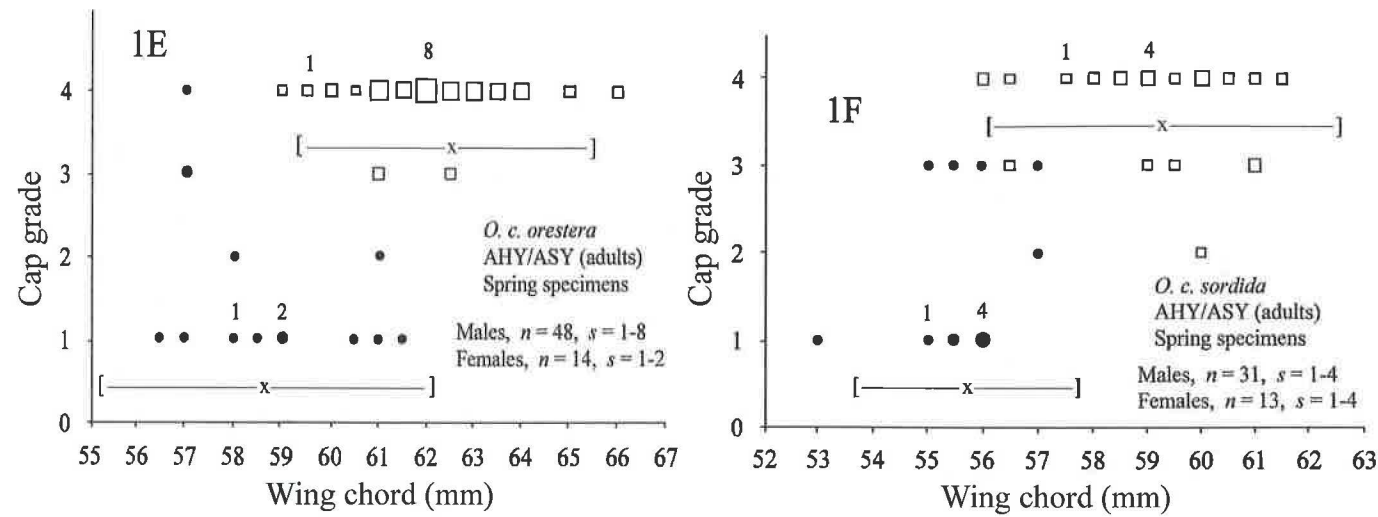 1E
Cap grade
4
3
2
1
0
1
8
[ x ]
O. c. orestera
AHY/ASY (adults)
Spring specimens
1 2
Males, n = 48, s = 1-8
Females, n = 14, s = 1-2
[ x ]
55 56 57 58 59 60 61 62 63 64 65 66 67
Wing chord (mm)
1F
Cap grade
4
3
2
1
0
1
4
[ x ]
O. c. sordida
AHY/ASY (adults)
Spring specimens
1 4
Males, n = 31, s = 1-4
Females, n = 13, s = 1-4
[ x ]
52 53 54 55 56 57 58 59 60 61 62 63
Wing chord (mm)